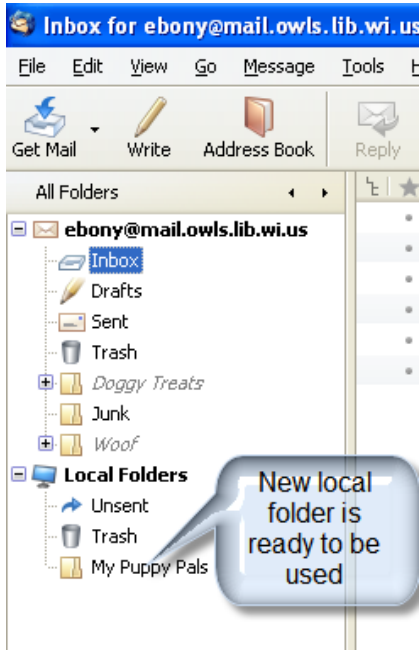 Inbox for ebony@mail.owls.lib.wi.us
File Edit View Go Message Tools
Get Mail Write Address Book Reply
All Folders
ebony@mail.owls.lib.wi.us
Inbox
Drafts
Sent
Trash
Doggy Treats
Junk
Woof
Local Folders
Unsent
Trash
My Puppy Pals
New local
folder is
ready to be
used